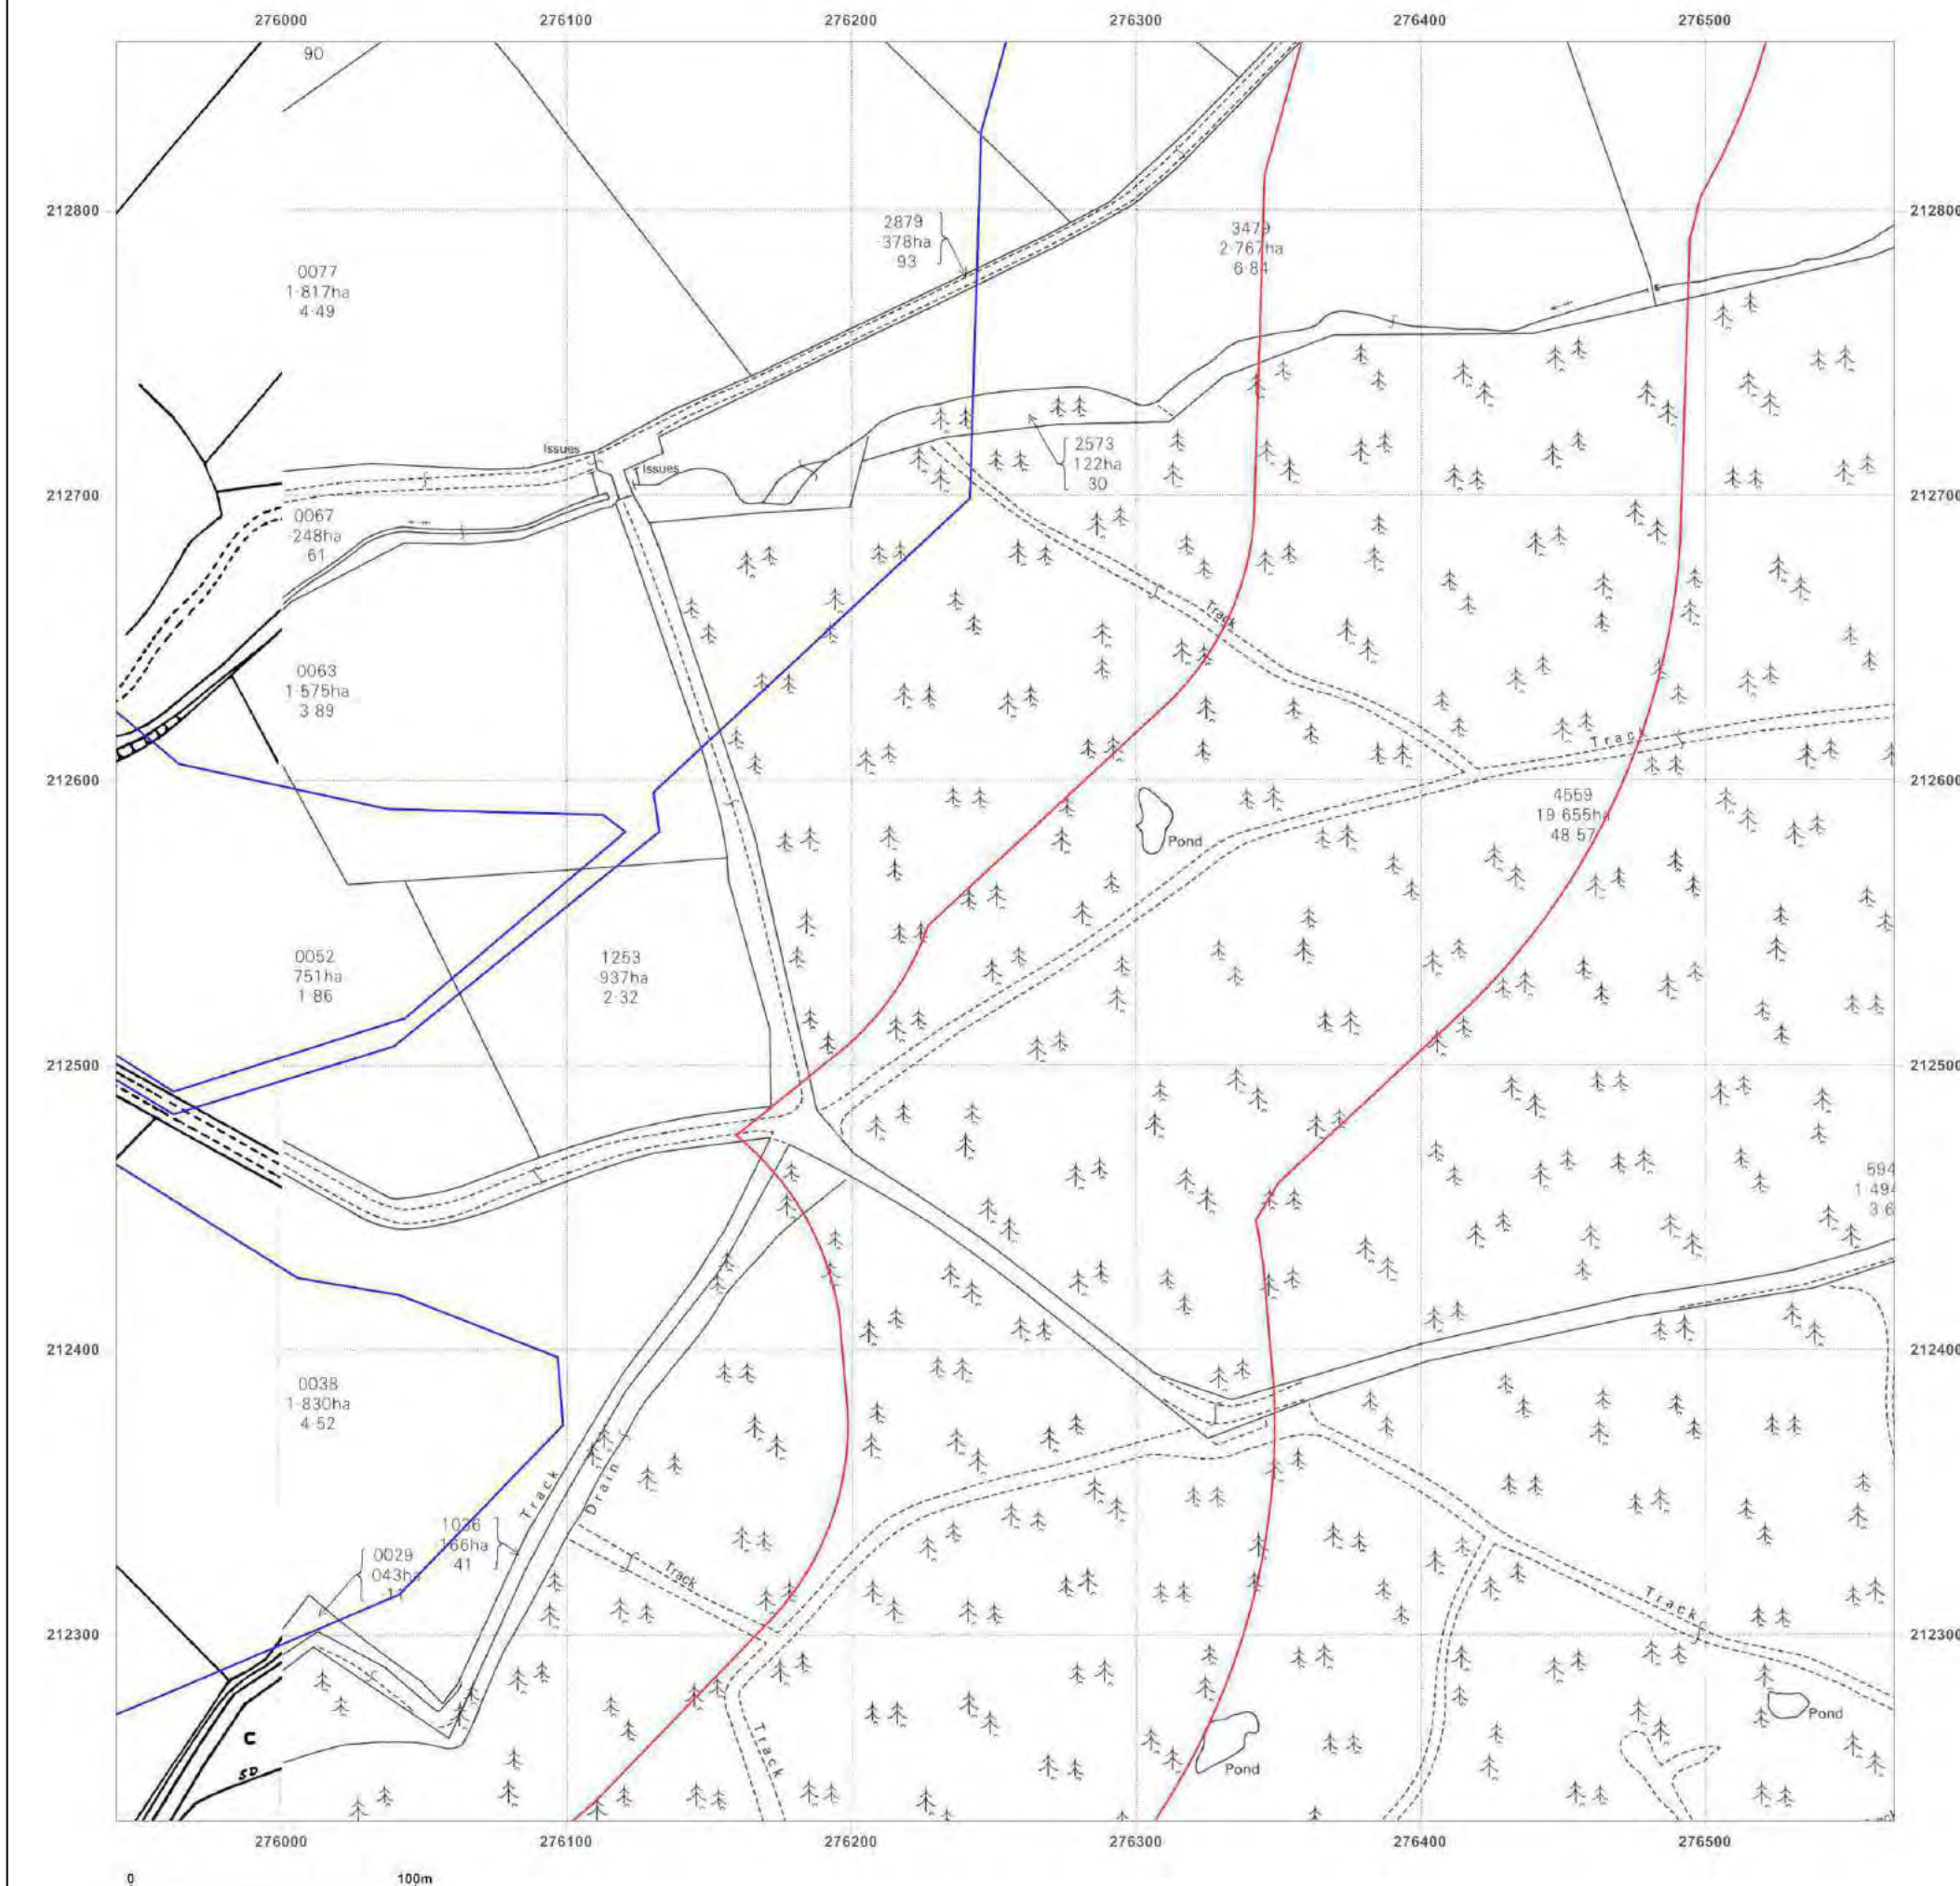 276000 276100 276200 276300 276400 276500
90
212800 212800
2879
·378ha
93
3479
2·767ha
6·84
0077
1·817ha
4·49
Issues
Issues
2573
·122ha
·30
212700 212700
0067
·248ha
·61
Track
0063
1·575ha
3·89
Track
212600 212600
4559
19·655ha
48·57
Pond
0052
·751ha
1·86
1253
·937ha
2·32
212500 212500
594
1·494
3·6
212400 212400
0038
1·830ha
4·52
Track
Drain
1036
·166ha
·41
0029
·043ha
·11
Track
Track
212300 212300
Pond
C
SD
Track
Pond
276000 276100 276200 276300 276400 276500
0 100m